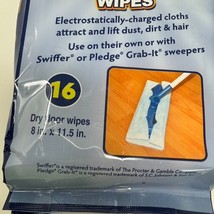 WIPES
Electrostatically-charged cloths
attract and lift dust, dirt & hair
Use on their own or with
Swiffer® or Pledge® Grab-It® sweepers
16
Dry floor wipes
8 in. x 11.5 in.
Swiffer® is a registered trademark of The Procter & Gamble Com
Pledge® Grab-It® is a registered trademark of S.C. Johnson &